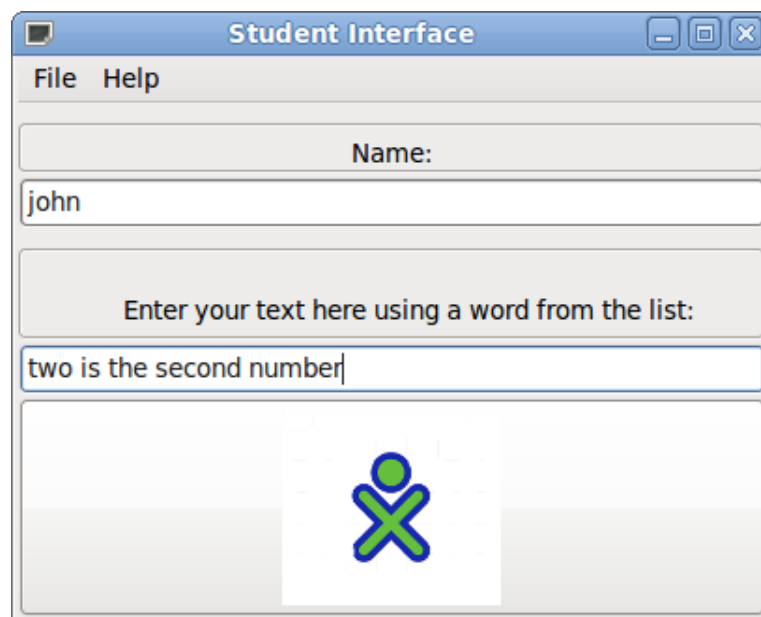 Student Interface
File Help
Name:
john
Enter your text here using a word from the list:
two is the second number